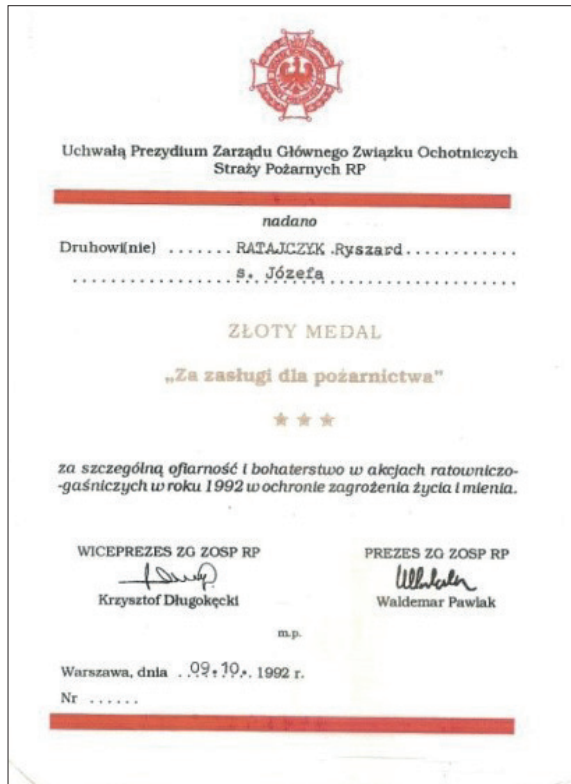 Uchwałą Prezydium Zarządu Głównego Związku Ochotniczych
Straży Pożarnych RP
nadano
Druhowi(nie) ....... RATAJCZYK Ryszard ............
s. Józefa
ZŁOTY MEDAL
„Za zasługi dla pożarnictwa"
★ ★ ★
za szczególną ofiarność i bohaterstwo w akcjach ratowniczo-
-gaśniczych w roku 1992 w ochronie zagrożenia życia i mienia.
WICEPREZES ZG ZOSP RP
Krzysztof Długokęcki
PREZES ZG ZOSP RP
Waldemar Pawlak
m.p.
Warszawa, dnia 09.10. 1992 r.
Nr ......